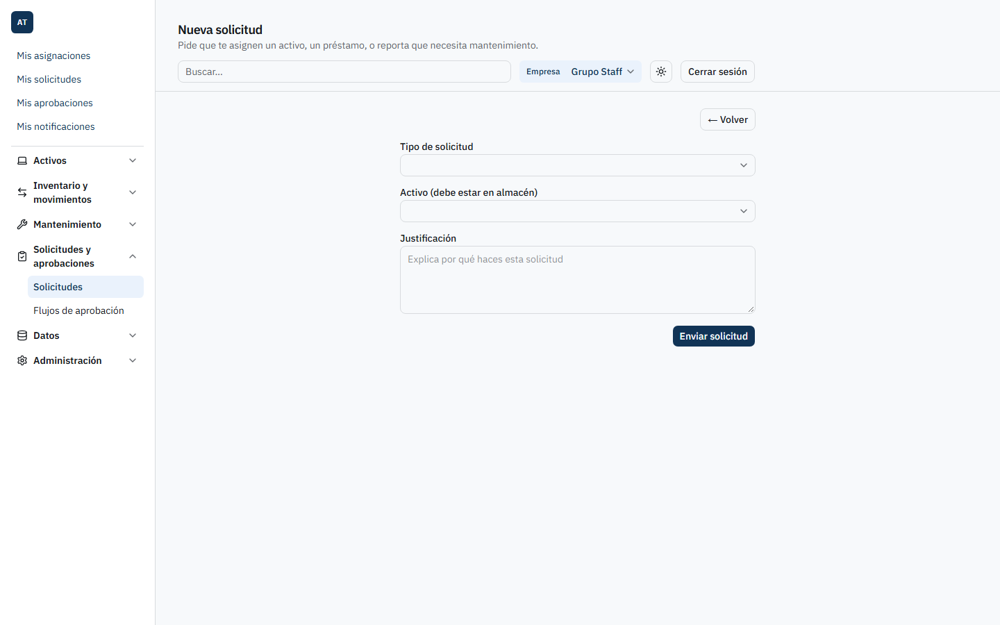 AT
Mis asignaciones
Mis solicitudes
Mis aprobaciones
Mis notificaciones
Activos
Inventario y
movimientos
Mantenimiento
Solicitudes y
aprobaciones
Solicitudes
Flujos de aprobación
Datos
Administración
Nueva solicitud
Pide que te asignen un activo, un préstamo, o reporta que necesita mantenimiento.
Buscar...
Empresa Grupo Staff
Cerrar sesión
← Volver
Tipo de solicitud
Activo (debe estar en almacén)
Justificación
Explica por qué haces esta solicitud
Enviar solicitud